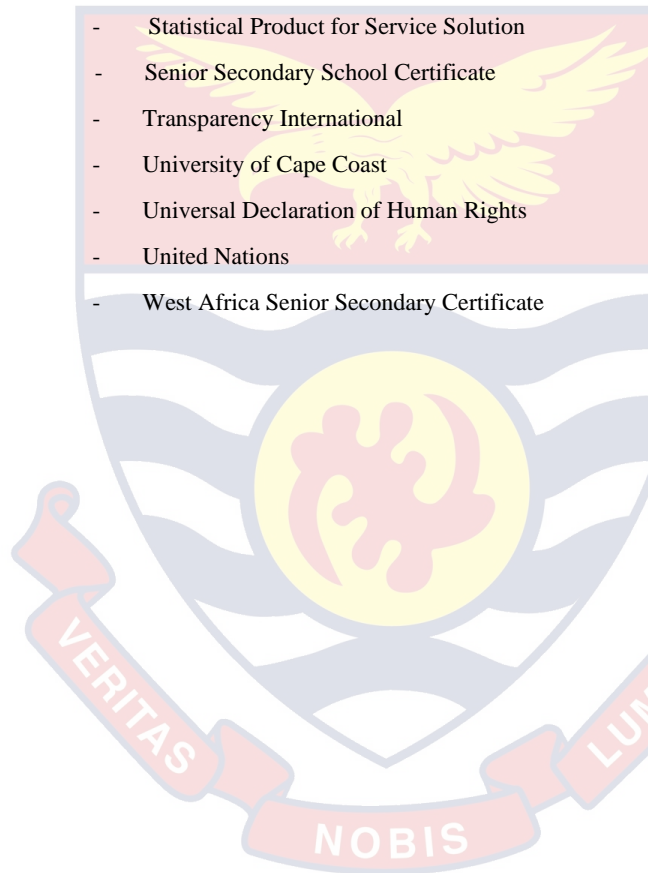 - Statistical Product for Service Solution
- Senior Secondary School Certificate
- Transparency International
- University of Cape Coast
- Universal Declaration of Human Rights
- United Nations
- West Africa Senior Secondary Certificate
VERITAS
NOBIS